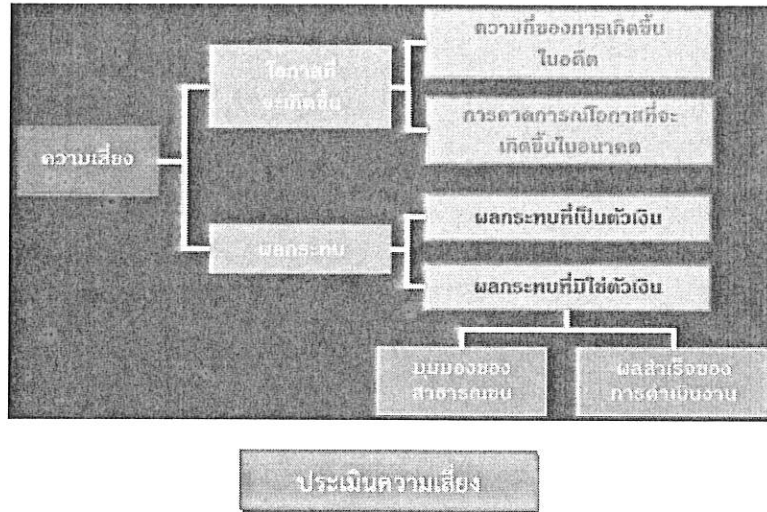 ความเสี่ยง
โอกาสที่
จะเกิดขึ้น
ความถี่ของการเกิดขึ้น
ในอดีต
การคาดการณ์โอกาสที่จะ
เกิดขึ้นในอนาคต
ผลกระทบ
ผลกระทบที่เป็นตัวเงิน
ผลกระทบที่มิใช่ตัวเงิน
มุมมองของ
สาธารณชน
ผลสำเร็จของ
การดำเนินงาน
ประเมินความเสี่ยง